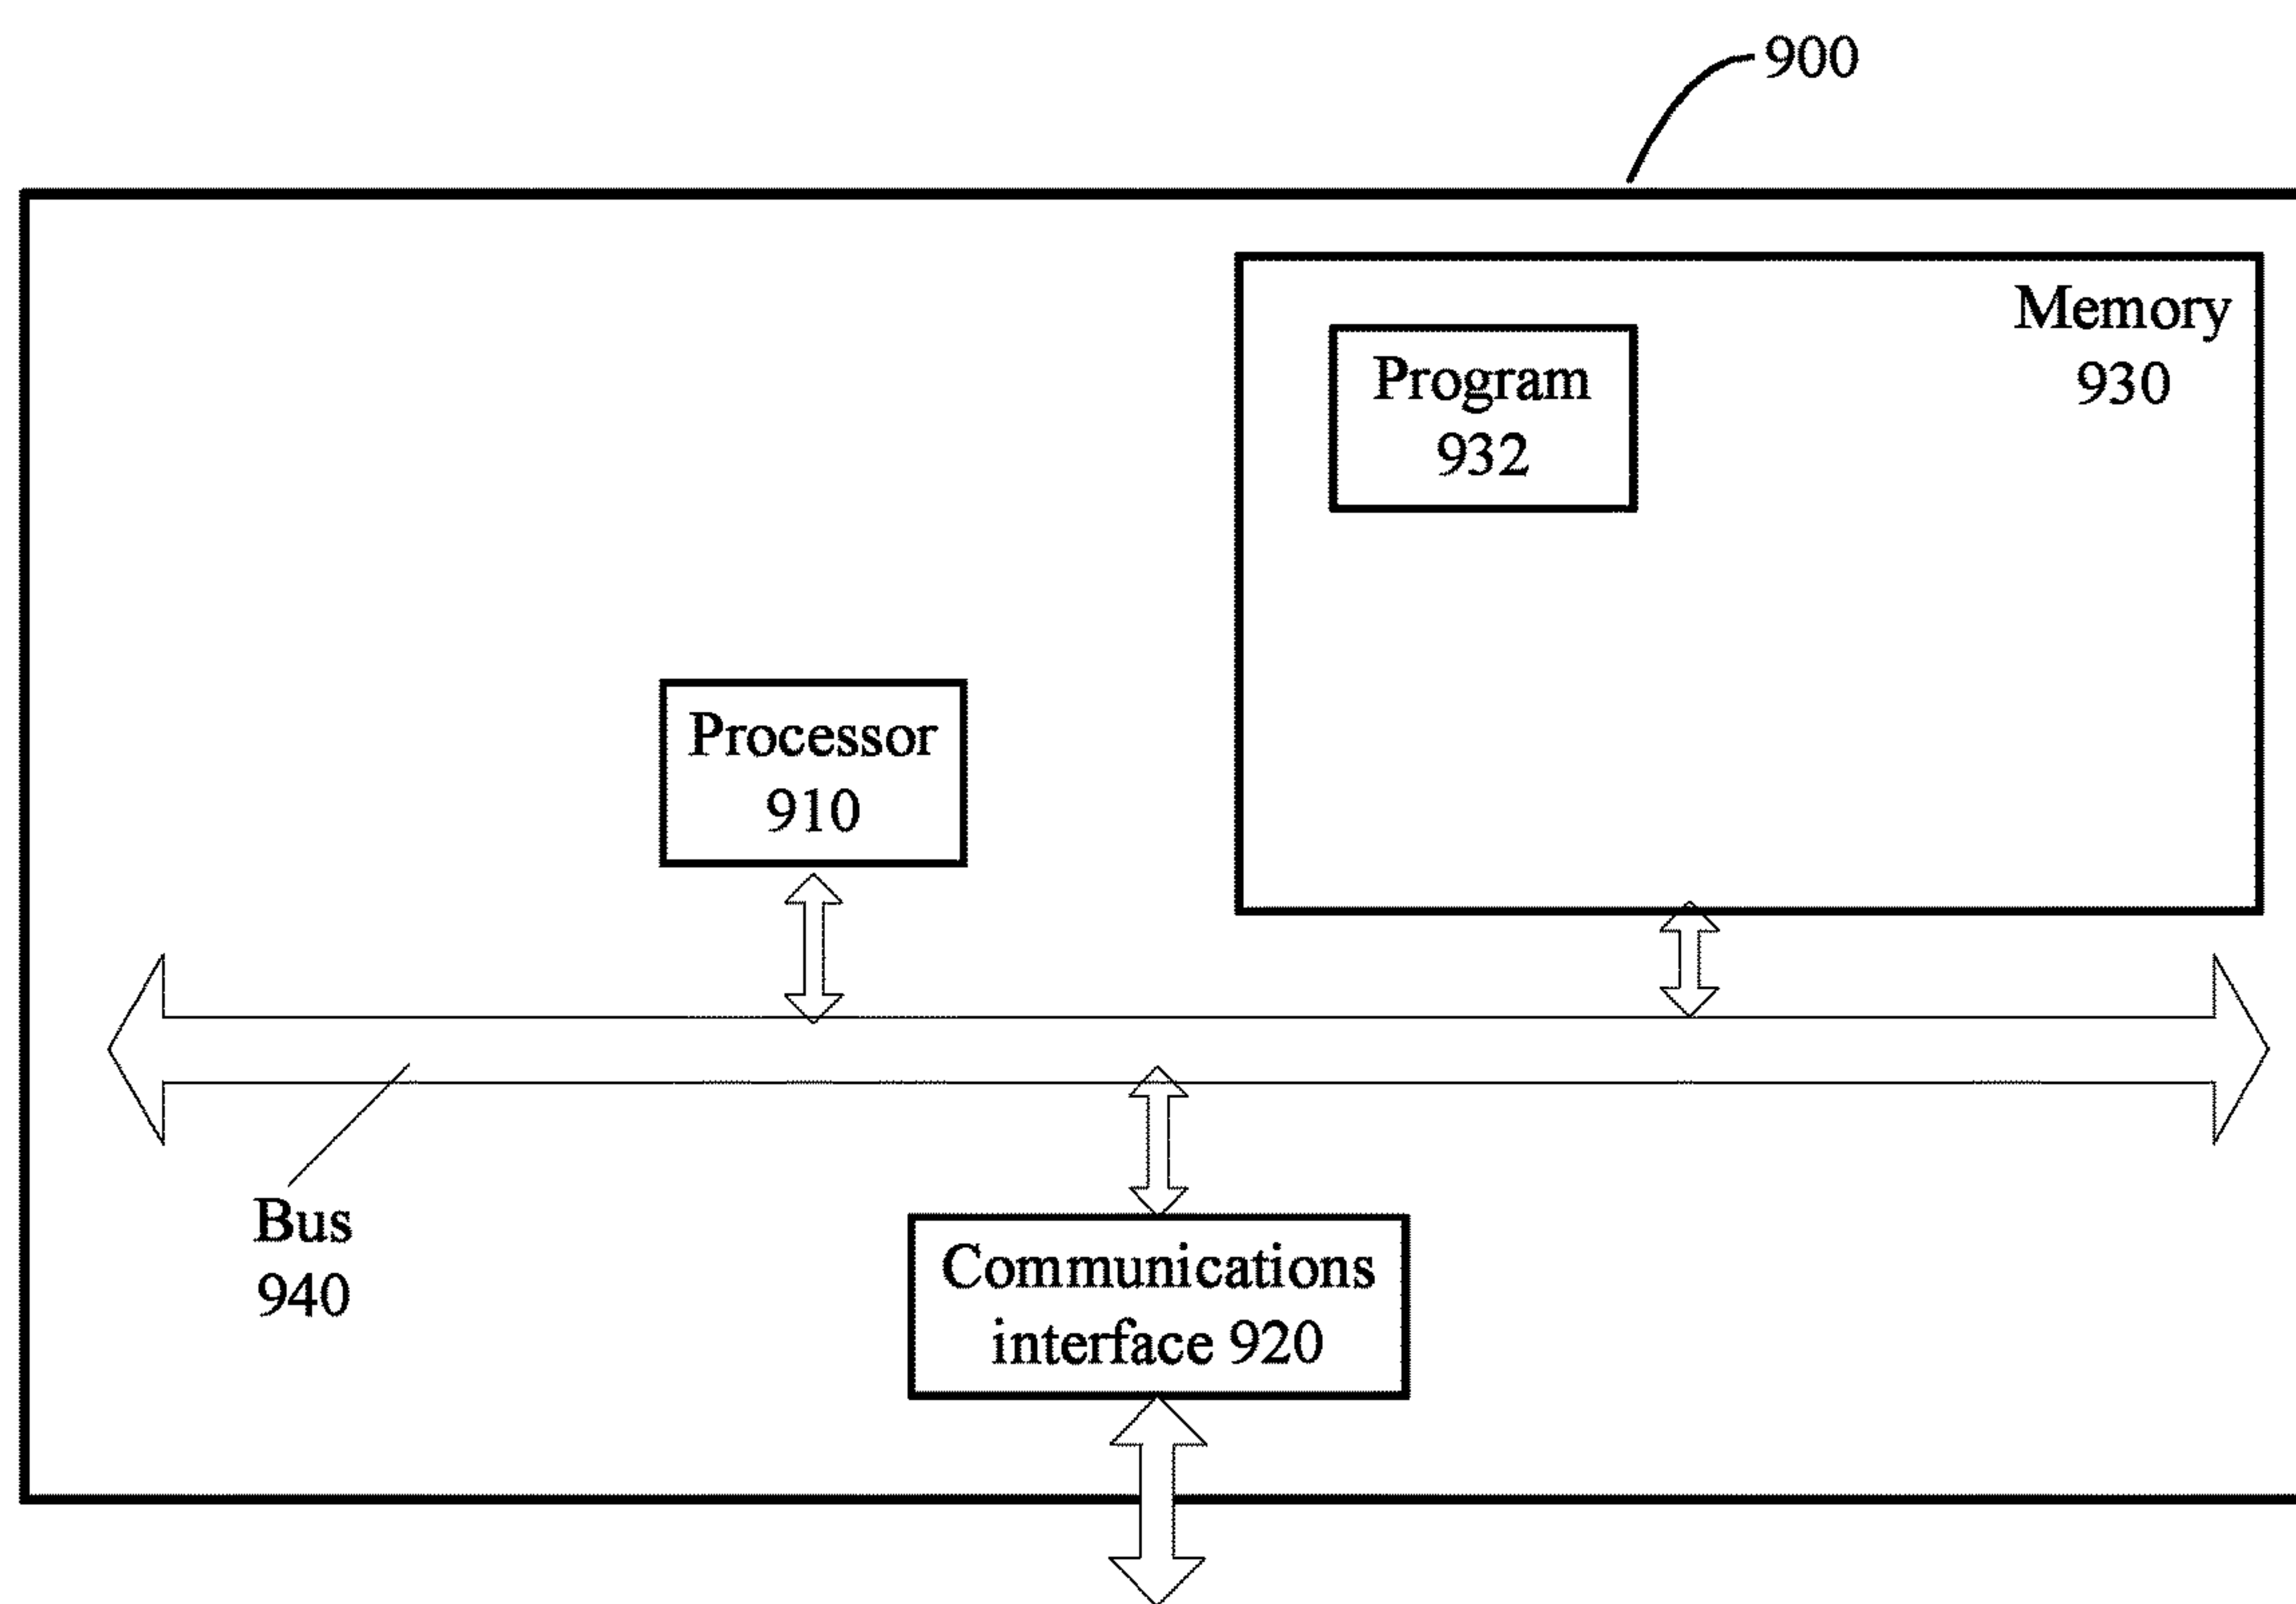 900
Memory
930
Program
932
Processor
910
Bus
940
Communications
interface 920